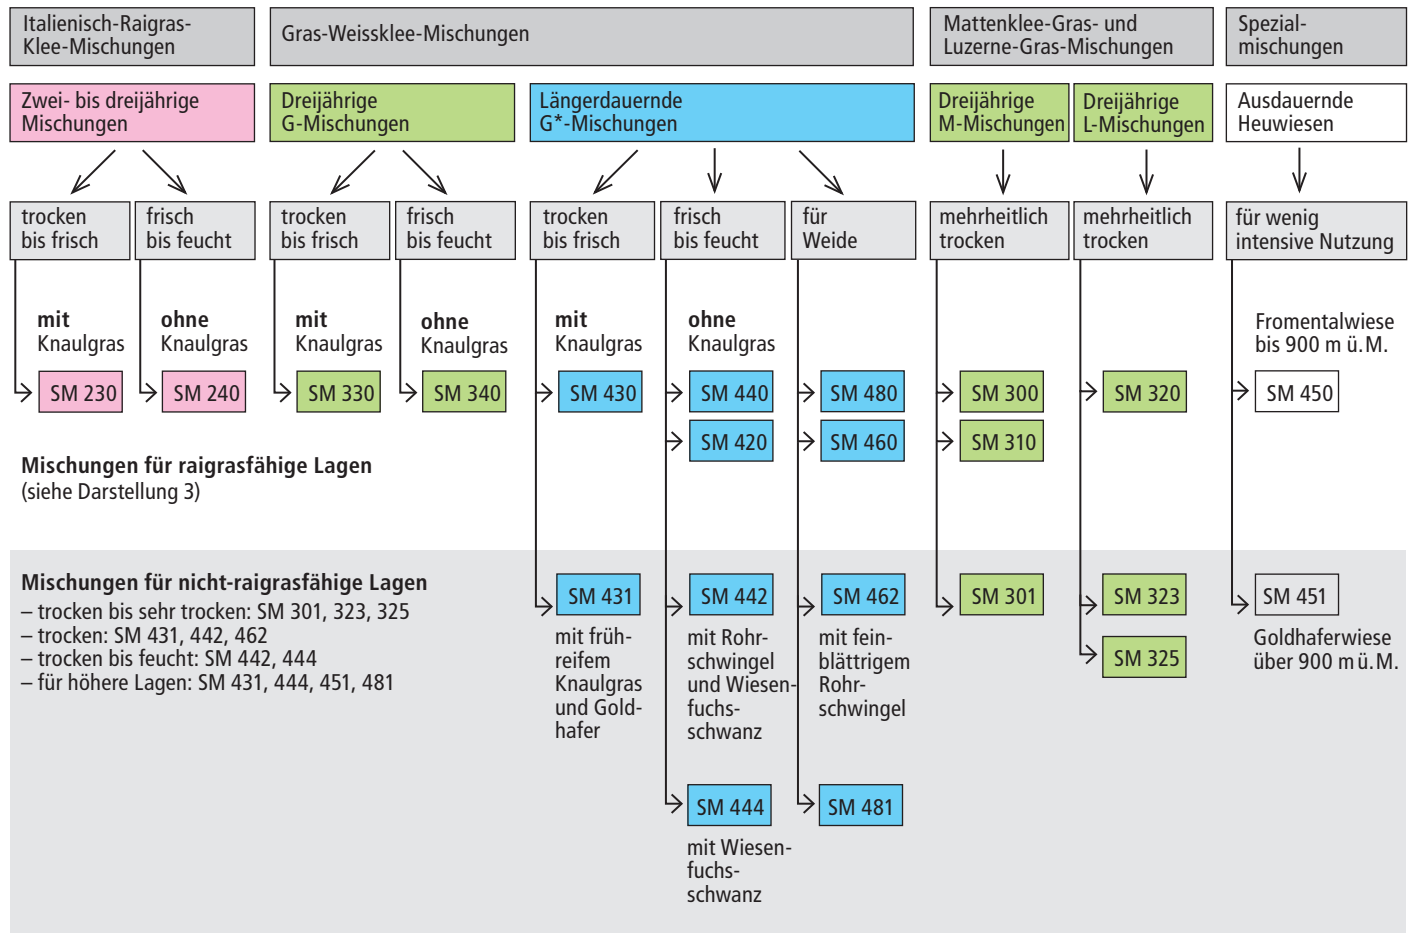 Italienisch-Raigras-
Klee-Mischungen
Gras-Weissklee-Mischungen
Mattenklee-Gras- und
Luzerne-Gras-Mischungen
Spezial-
mischungen
Zwei- bis dreijährige
Mischungen
Dreijährige
G-Mischungen
Längerdauernde
G*-Mischungen
Dreijährige
M-Mischungen
Dreijährige
L-Mischungen
Ausdauernde
Heuwiesen
trocken
bis frisch
frisch
bis feucht
trocken
bis frisch
frisch
bis feucht
trocken
bis frisch
frisch
bis feucht
für
Weide
mehrheitlich
trocken
mehrheitlich
trocken
für wenig
intensive Nutzung
mit
Knaulgras
ohne
Knaulgras
mit
Knaulgras
ohne
Knaulgras
mit
Knaulgras
ohne
Knaulgras
Fromentalwiese
bis 900 m ü.M.
SM 230
SM 240
SM 330
SM 340
SM 430
SM 440
SM 480
SM 300
SM 320
SM 450
SM 420
SM 460
SM 310
Mischungen für raigrasfähige Lagen
(siehe Darstellung 3)
Mischungen für nicht-raigrasfähige Lagen
– trocken bis sehr trocken: SM 301, 323, 325
– trocken: SM 431, 442, 462
– trocken bis feucht: SM 442, 444
– für höhere Lagen: SM 431, 444, 451, 481
SM 431
mit früh-
reifem
Knaulgras
und Gold-
hafer
SM 442
mit Rohr-
schwingel
und Wiesen-
fuchs-
schwanz
SM 462
mit fein-
blättrigem
Rohr-
schwingel
SM 301
SM 323
SM 325
SM 451
Goldhaferwiese
über 900 m ü.M.
SM 444
mit Wiesen-
fuchs-
schwanz
SM 481